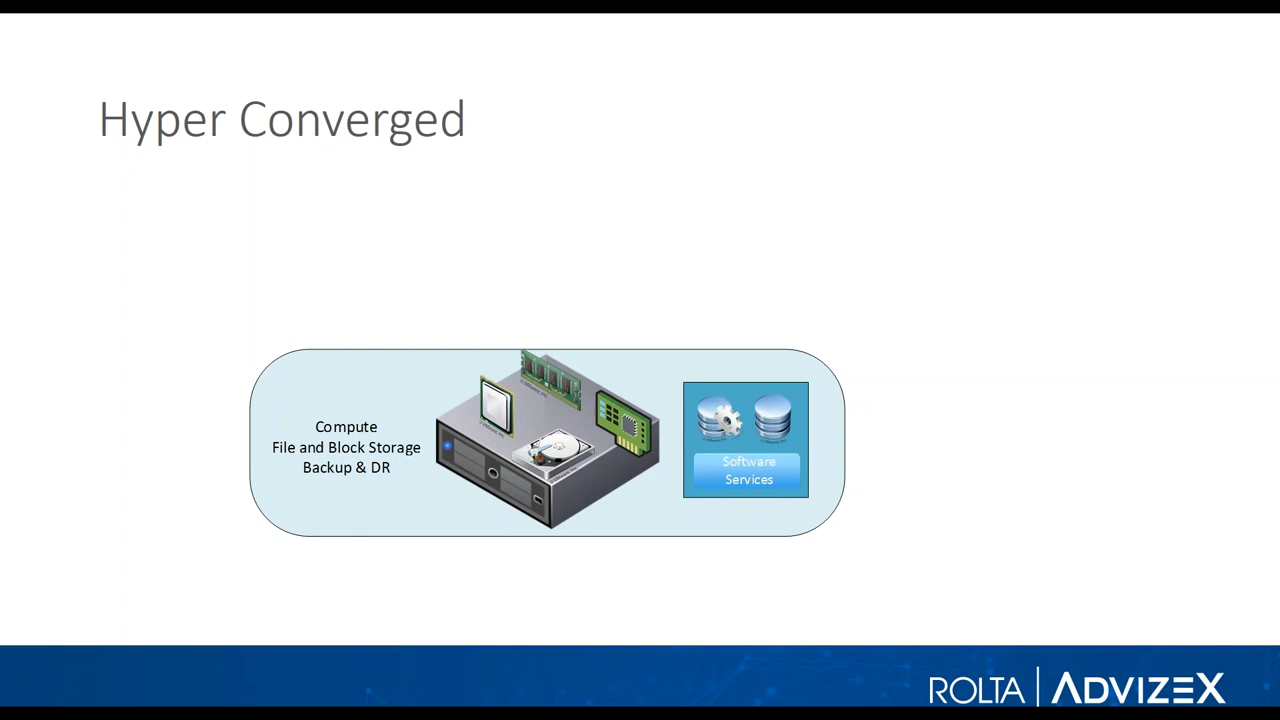 Hyper Converged
Compute
File and Block Storage
Backup & DR
Software
Services
ROLTA | ADVIZEX